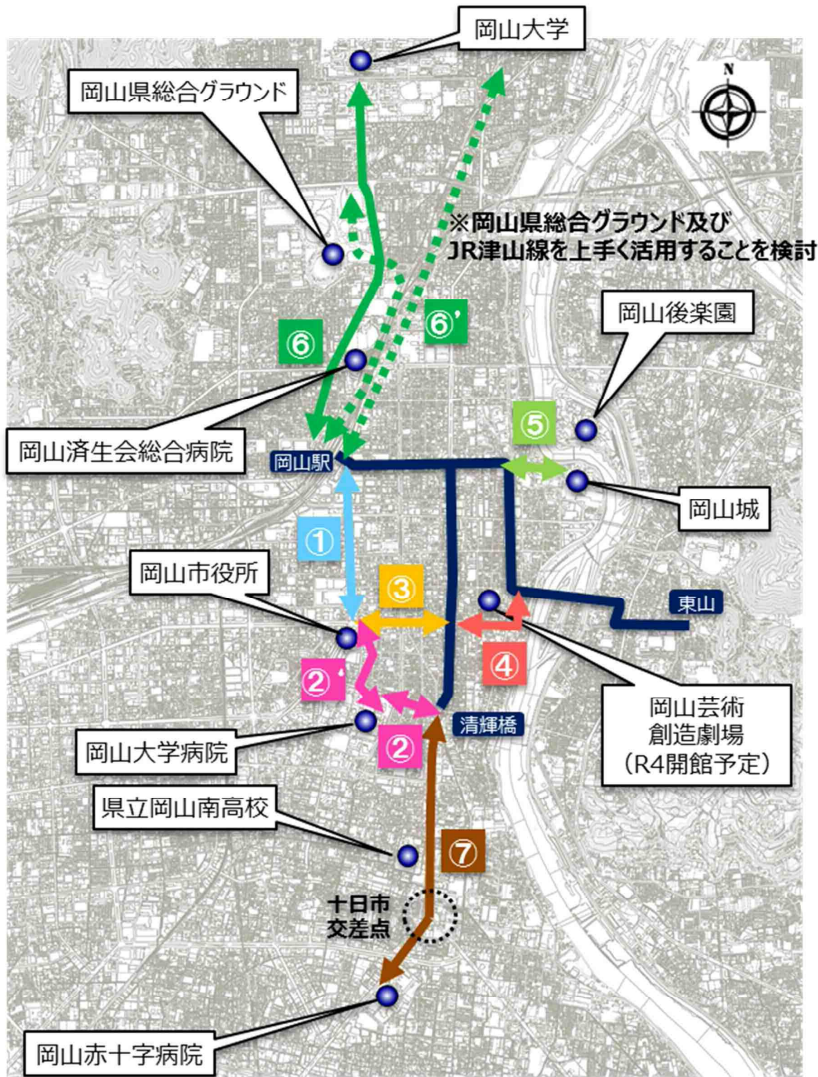 岡山大学
岡山県総合グラウンド
N
※岡山県総合グラウンド及び
JR津山線を上手く活用することを検討
⑥'
⑥
岡山後楽園
岡山済生会総合病院
⑤
岡山駅
岡山城
①
岡山市役所
③
東山
④
②'
岡山芸術
創造劇場
(R4開館予定)
清輝橋
岡山大学病院
②
県立岡山南高校
⑦
十日市
交差点
岡山赤十字病院